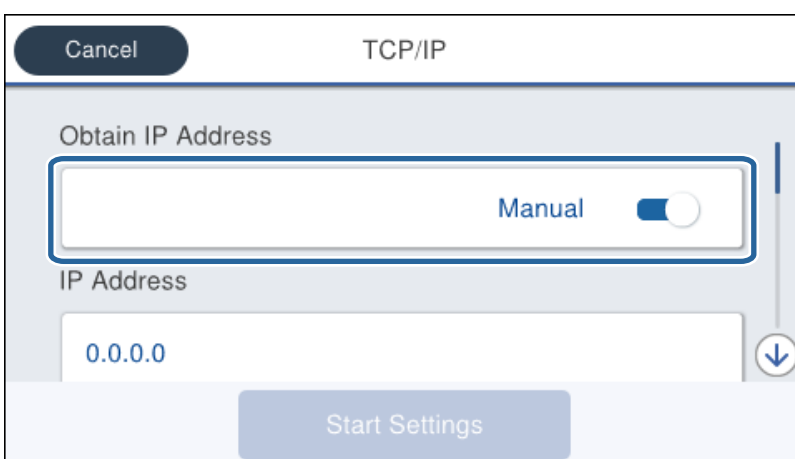 Cancel TCP/IP
Obtain IP Address
Manual
IP Address
0.0.0.0
Start Settings